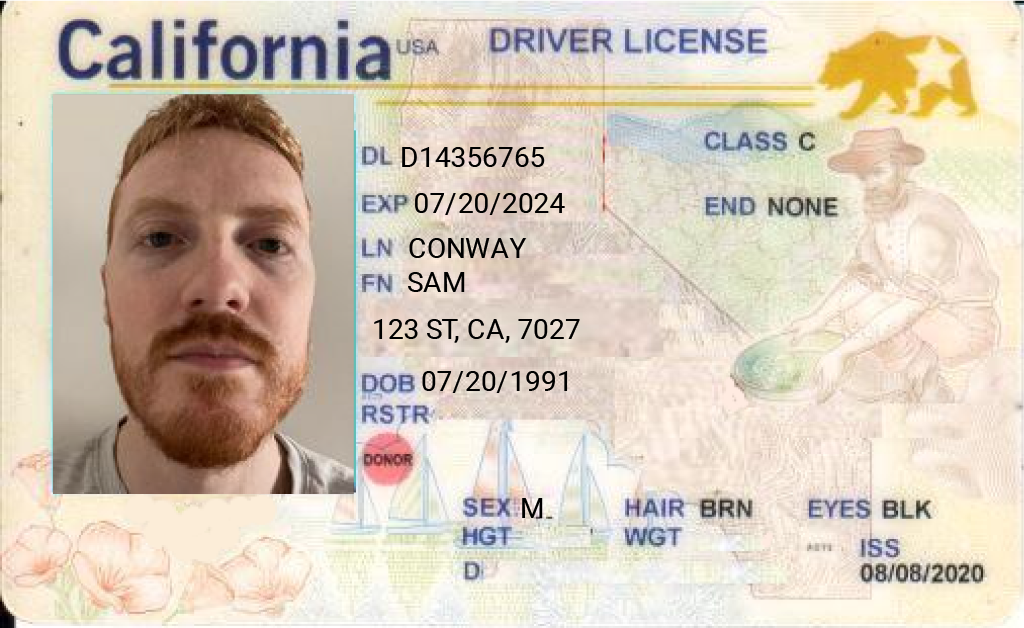 California USA DRIVER LICENSE
CLASS C
DL D14356765
EXP 07/20/2024
END NONE
LN CONWAY
FN SAM
123 ST, CA, 7027
DOB 07/20/1991
RSTR
DONOR
SEX M HAIR BRN EYES BLK
HGT WGT
ISS
D 08/08/2020